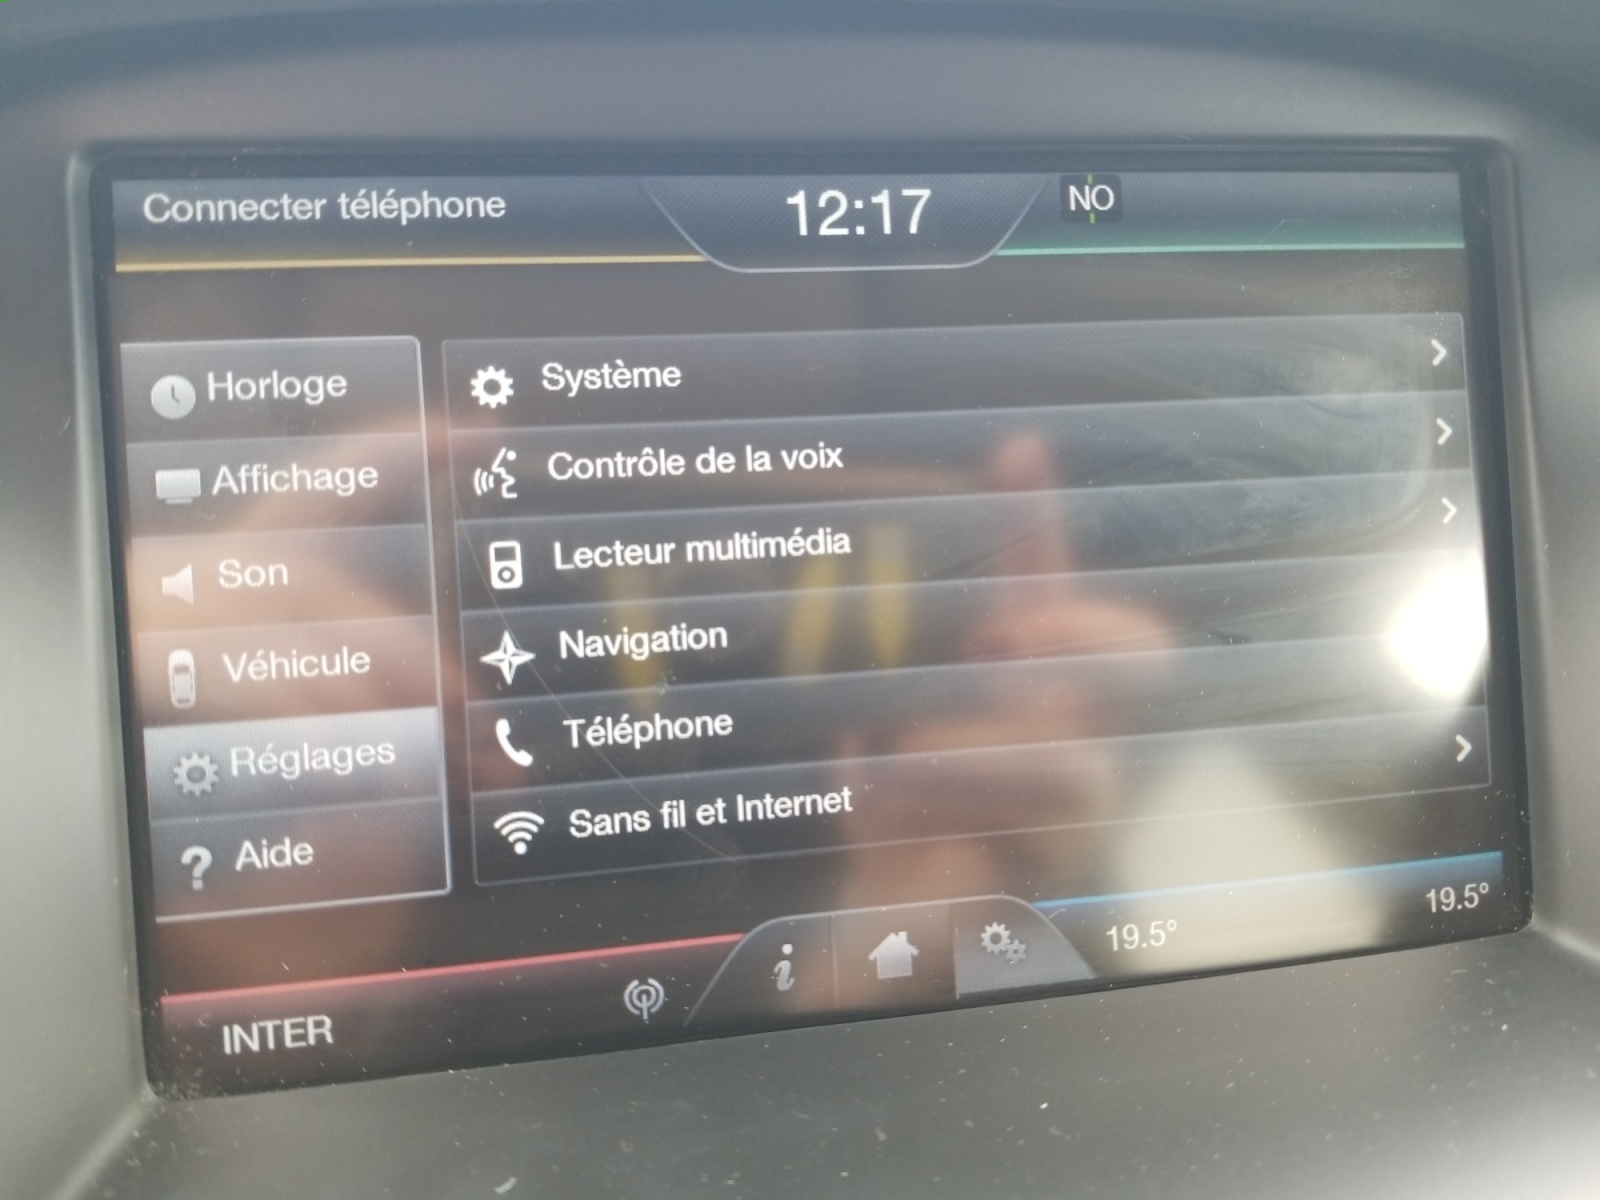 Connecter téléphone
12:17
NO
Horloge
Affichage
Son
Véhicule
Réglages
Aide
Système
Contrôle de la voix
Lecteur multimédia
Navigation
Téléphone
Sans fil et Internet
INTER
i
19.5°
19.5°